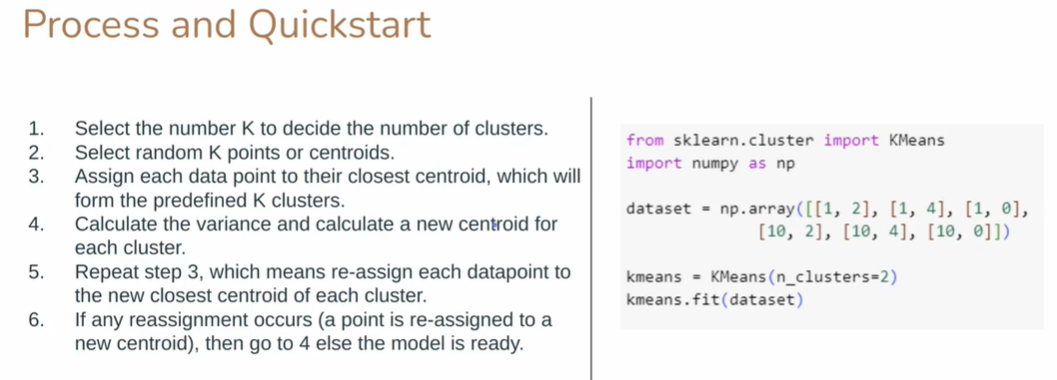 Process and Quickstart
1. Select the number K to decide the number of clusters.
2. Select random K points or centroids.
3. Assign each data point to their closest centroid, which will
form the predefined K clusters.
4. Calculate the variance and calculate a new centroid for
each cluster.
5. Repeat step 3, which means re-assign each datapoint to
the new closest centroid of each cluster.
6. If any reassignment occurs (a point is re-assigned to a
new centroid), then go to 4 else the model is ready.
from sklearn.cluster import KMeans
import numpy as np
dataset = np.array([[1, 2], [1, 4], [1, 0],
[10, 2], [10, 4], [10, 0]])
kmeans = KMeans(n_clusters=2)
kmeans.fit(dataset)